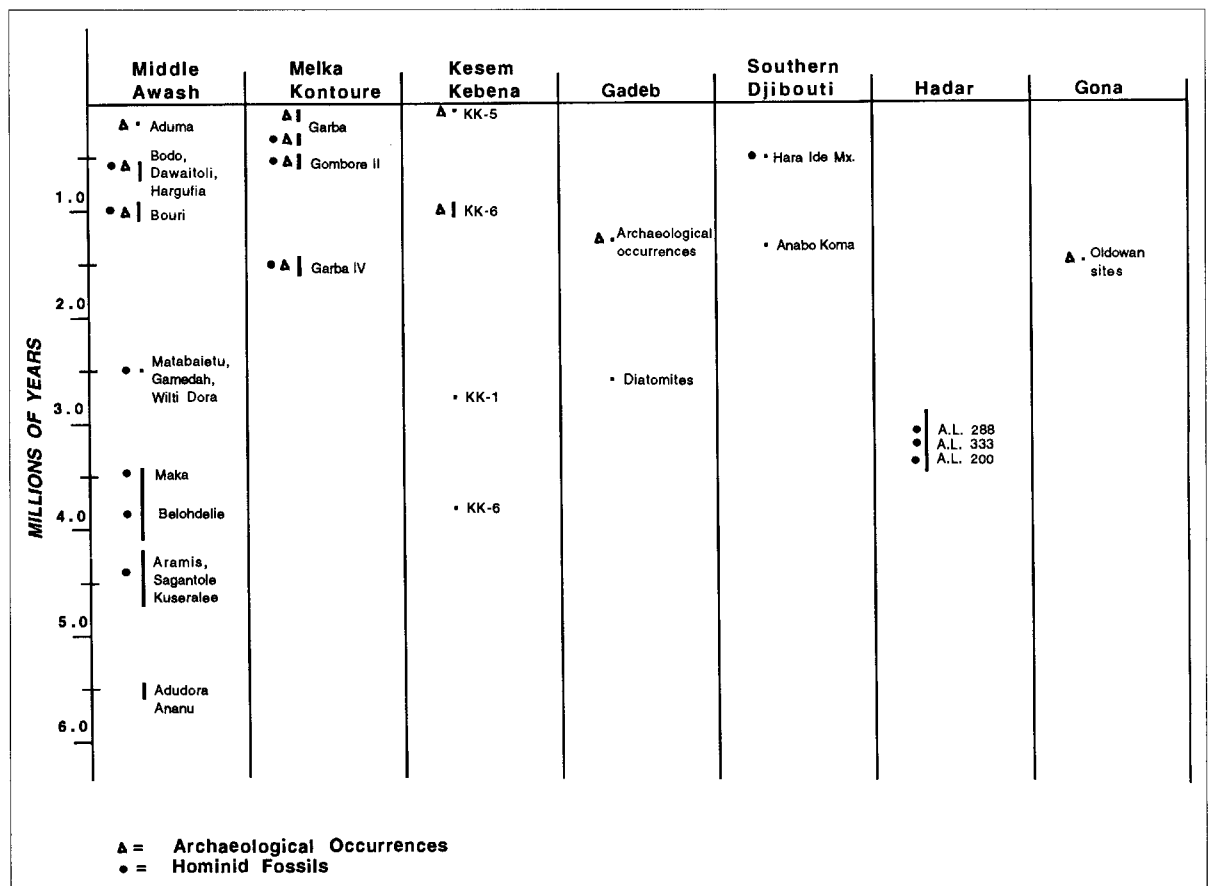 Middle Awash
Melka Kontoure
Kesem Kebena
Gadeb
Southern Djibouti
Hadar
Gona
MILLIONS OF YEARS
1.0
2.0
3.0
4.0
5.0
6.0
Aduma
Bodo,
Dawaitoli,
Hargufia
Bouri
Matabaietu,
Gamedah,
Wilti Dora
Maka
Belohdelie
Aramis,
Sagantole
Kuseralee
Adudora
Ananu
Garba
Gombore II
Garba IV
KK-5
KK-6
KK-1
KK-6
Archaeological
occurrences
Diatomites
Hara Ide Mx.
Anabo Koma
A.L. 288
A.L. 333
A.L. 200
Oldowan
sites
Δ = Archaeological Occurrences
● = Hominid Fossils